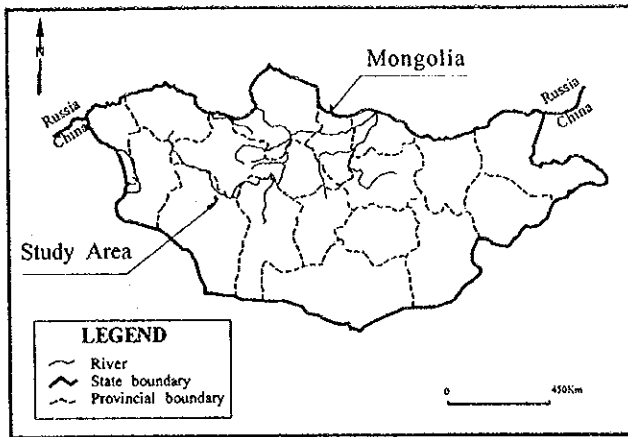 N
Mongolia
Russia
China
Russia
China
Study Area
LEGEND
River
State boundary
Provincial boundary
0 450Km